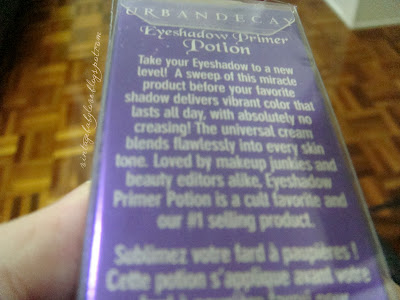 URBANDECAY
Eyeshadow Primer
Potion
Take your Eyeshadow to a new
level! A sweep of this miracle
product before your favorite
shadow delivers vibrant color that
lasts all day, with absolutely no
creasing! The universal cream
blends flawlessly into every skin
tone. Loved by makeup junkies and
beauty editors alike, Eyeshadow
Primer Potion is a cult favorite and
our #1 selling product.
Sublimez votre fard à paupières !
Cette potion s'applique avant votre